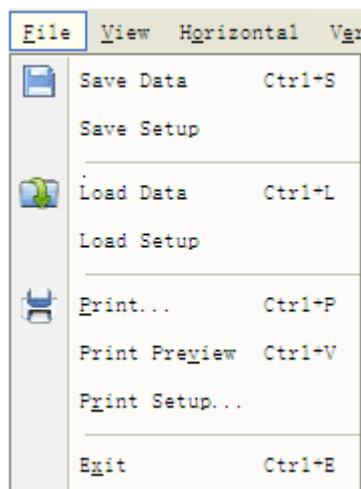 File View Horizontal Ver
Save Data Ctrl+S
Save Setup
Load Data Ctrl+L
Load Setup
Print... Ctrl+P
Print Preview Ctrl+V
Print Setup...
Exit Ctrl+E